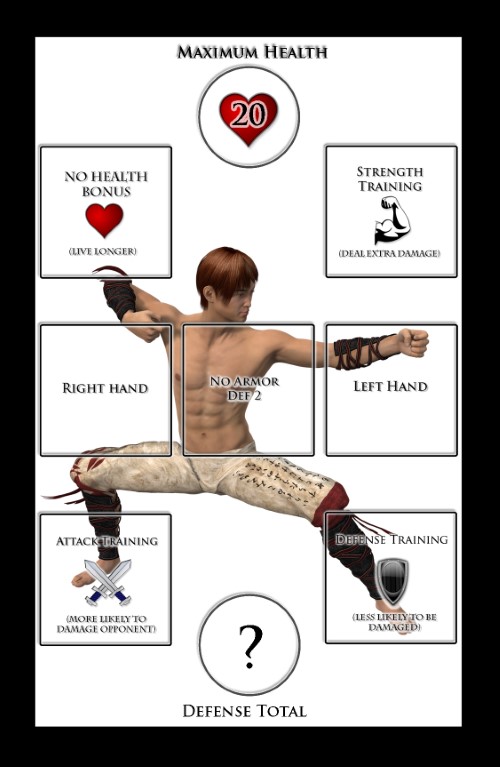 Maximum Health
20
No Health
Bonus
(Live Longer)
Strength
Training
(Deal Extra Damage)
Right hand
No Armor
Def 2
Left Hand
Attack Training
(More likely to
damage opponent)
Defense Training
(Less likely to be
damaged)
?
Defense Total